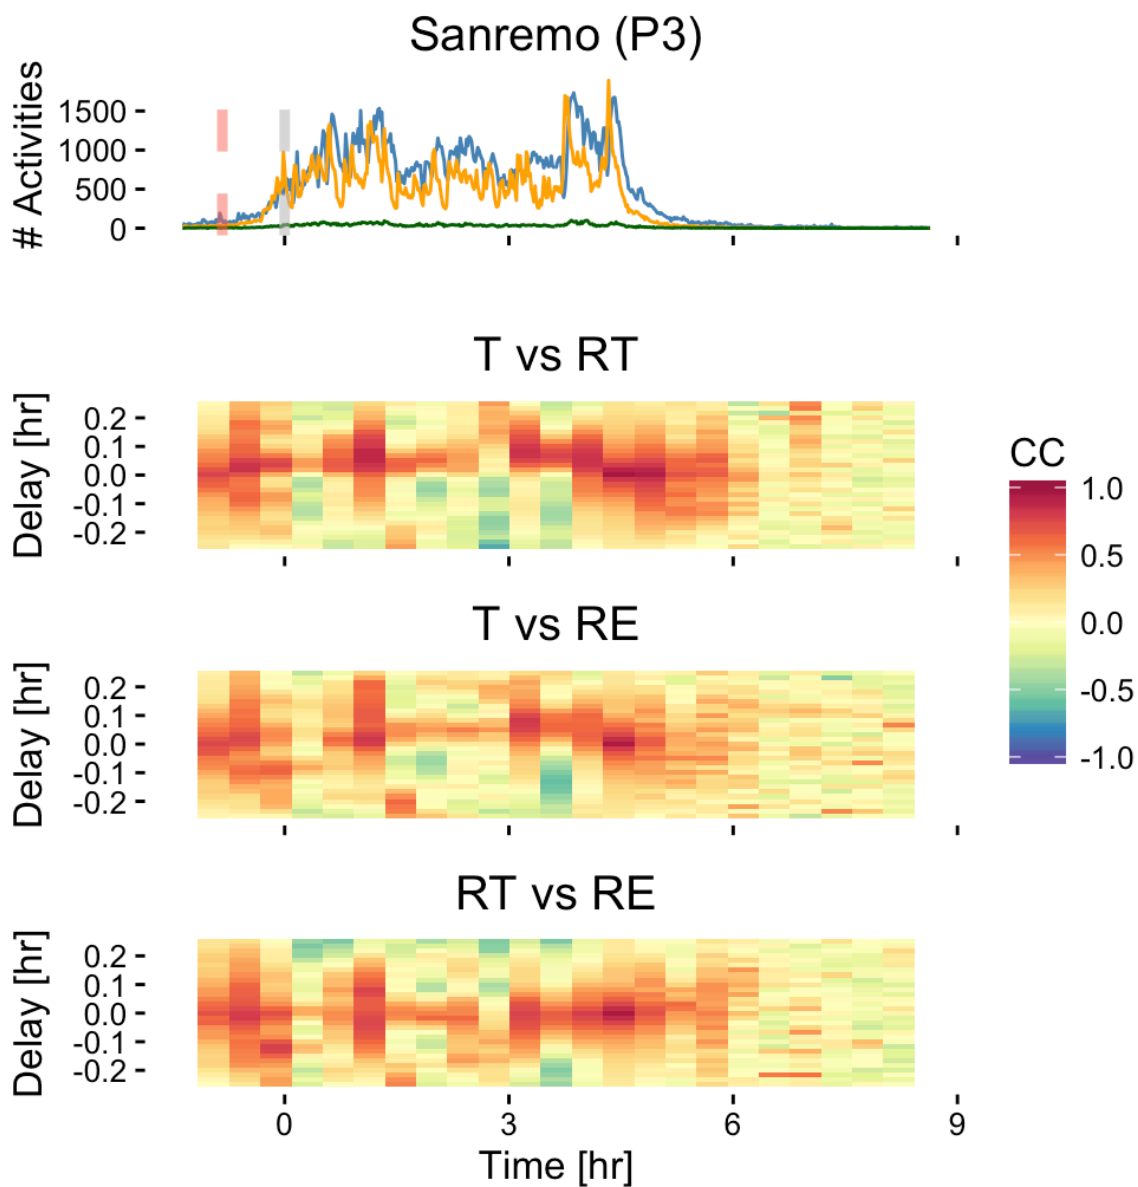 Sanremo (P3)
# Activities
1500
1000
500
0
T vs RT
Delay [hr]
0.2
0.1
0.0
-0.1
-0.2
T vs RE
Delay [hr]
0.2
0.1
0.0
-0.1
-0.2
RT vs RE
Delay [hr]
0.2
0.1
0.0
-0.1
-0.2
0 3 6 9
Time [hr]
CC
1.0
0.5
0.0
-0.5
-1.0